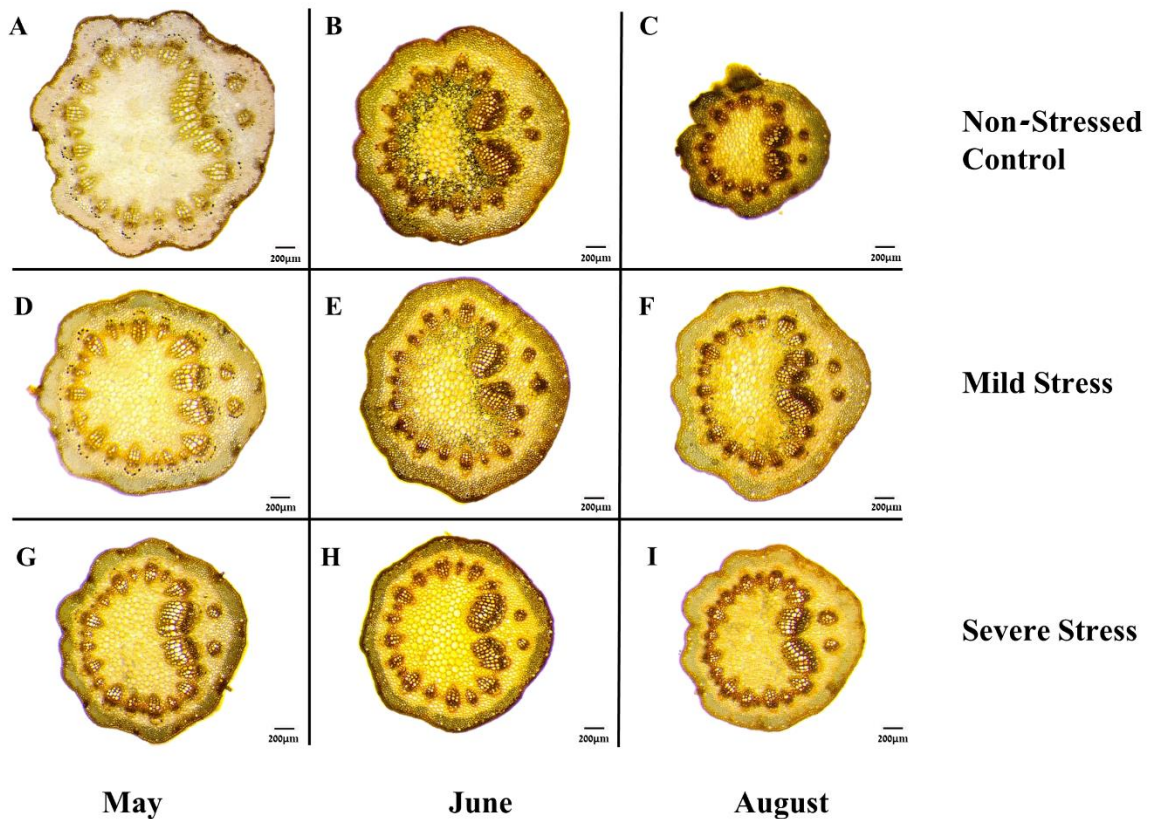 A
B
C
Non-Stressed
Control
200µm
200µm
200µm
D
E
F
Mild Stress
200µm
200µm
200µm
G
H
I
Severe Stress
200µm
200µm
200µm
May
June
August